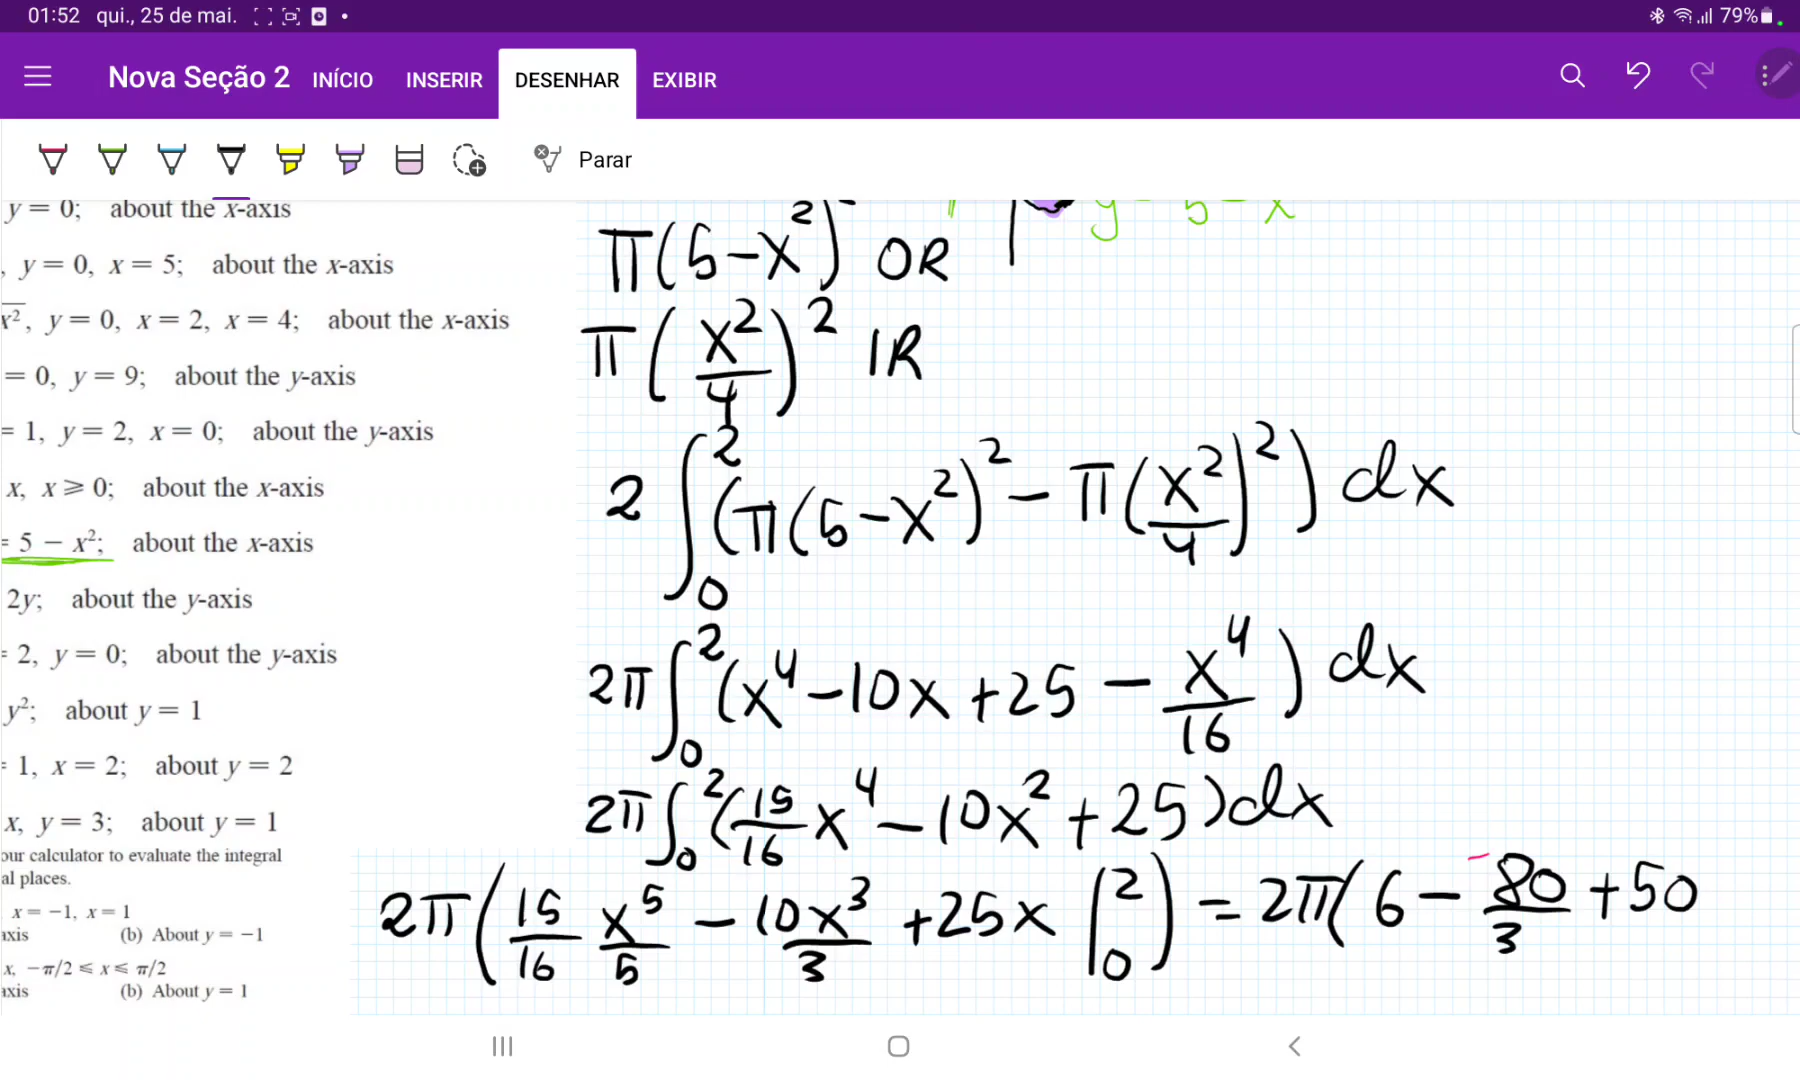 01:52 qui., 25 de mai. 79%
Nova Seção 2 INÍCIO INSERIR DESENHAR EXIBIR
Parar
y = 0; about the x-axis
, y = 0, x = 5; about the x-axis
x², y = 0, x = 2, x = 4; about the x-axis
= 0, y = 9; about the y-axis
= 1, y = 2, x = 0; about the y-axis
x, x ⩾ 0; about the x-axis
= 5 − x²; about the x-axis
2y; about the y-axis
= 2, y = 0; about the y-axis
y²; about y = 1
= 1, x = 2; about y = 2
x, y = 3; about y = 1
our calculator to evaluate the integral
al places.
x = −1, x = 1
axis (b) About y = −1
x, −π/2 ⩽ x ⩽ π/2
axis (b) About y = 1
y = 5 − x
π(5−x²)² OR
π(x²/4)² IR
2 ∫₀² (π(5−x²)² − π(x²/4)²) dx
2π ∫₀² (x⁴ −10x +25 − x⁴/16) dx
2π ∫₀² (15/16 x⁴ − 10x² + 25) dx
2π(15/16 x⁵/5 − 10x³/3 + 25x |₀²) = 2π(6 − 80/3 + 50